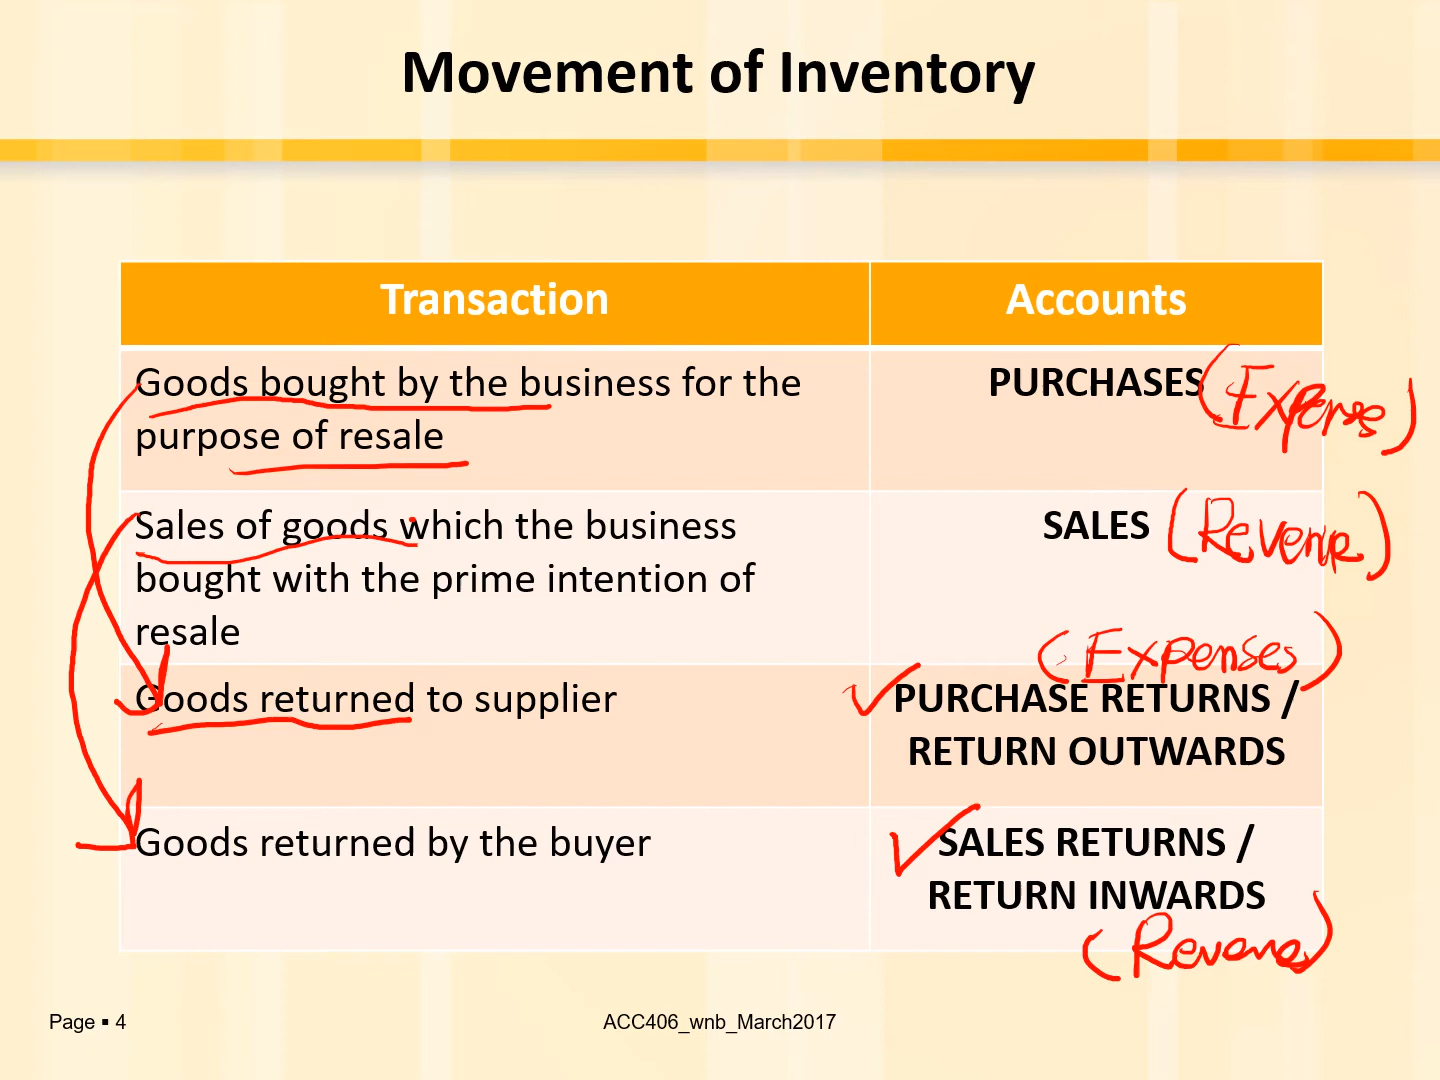 Movement of Inventory
Transaction
Accounts
Goods bought by the business for the
purpose of resale
PURCHASES (Expense)
Sales of goods which the business
bought with the prime intention of
resale
SALES (Revenue)
Goods returned to supplier
(Expenses)
PURCHASE RETURNS /
RETURN OUTWARDS
Goods returned by the buyer
SALES RETURNS /
RETURN INWARDS
(Revenue)
Page ▪ 4
ACC406_wnb_March2017